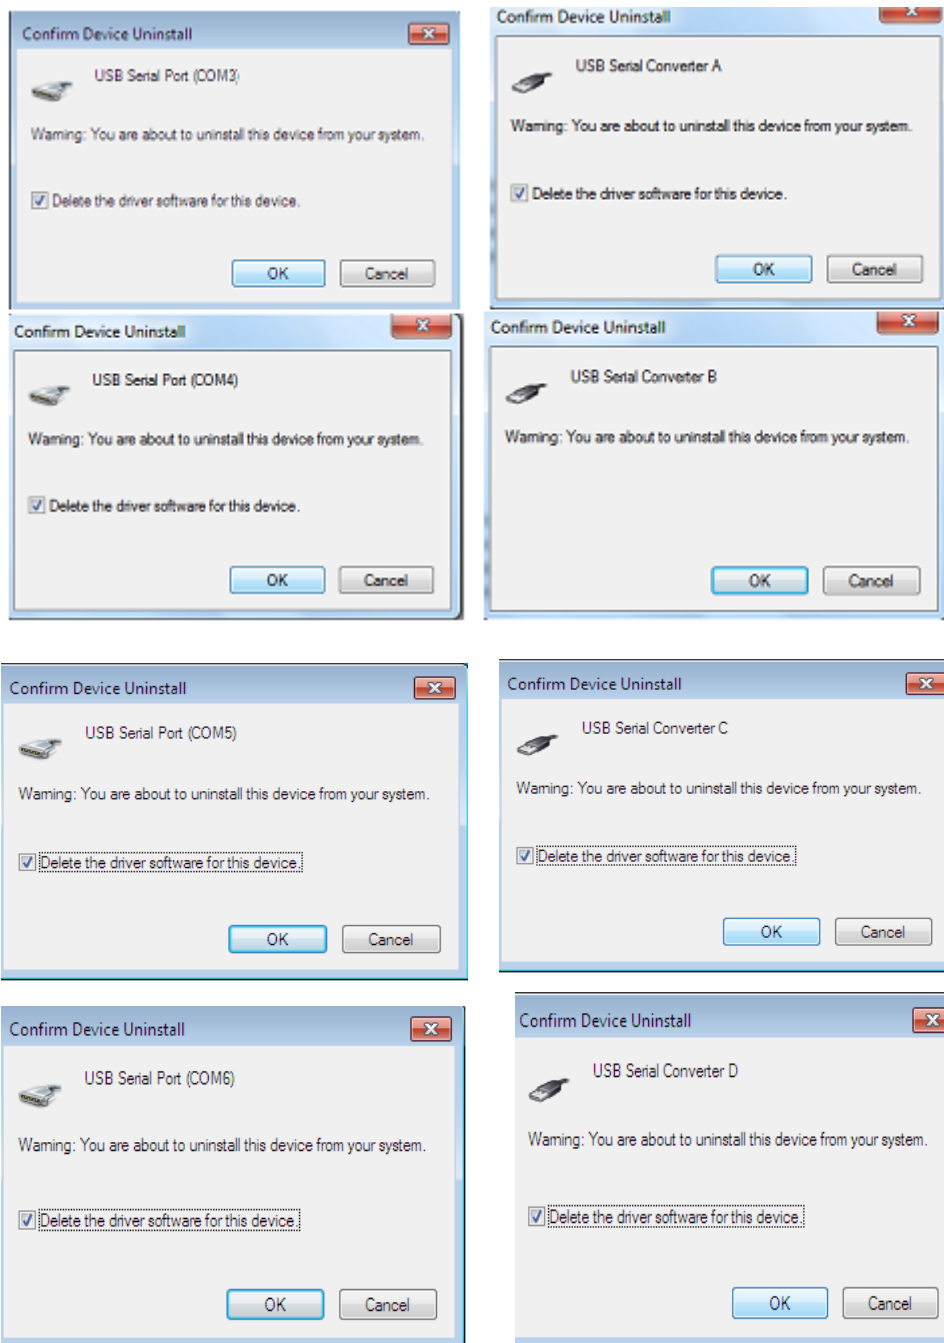 Confirm Device Uninstall
USB Serial Port (COM3)
Warning: You are about to uninstall this device from your system.
Delete the driver software for this device.
OK Cancel
Confirm Device Uninstall
USB Serial Converter A
Warning: You are about to uninstall this device from your system.
Delete the driver software for this device.
OK Cancel
Confirm Device Uninstall
USB Serial Port (COM4)
Warning: You are about to uninstall this device from your system.
Delete the driver software for this device.
OK Cancel
Confirm Device Uninstall
USB Serial Converter B
Warning: You are about to uninstall this device from your system.
OK Cancel
Confirm Device Uninstall
USB Serial Port (COM5)
Warning: You are about to uninstall this device from your system.
Delete the driver software for this device.
OK Cancel
Confirm Device Uninstall
USB Serial Converter C
Warning: You are about to uninstall this device from your system.
Delete the driver software for this device.
OK Cancel
Confirm Device Uninstall
USB Serial Port (COM6)
Warning: You are about to uninstall this device from your system.
Delete the driver software for this device.
OK Cancel
Confirm Device Uninstall
USB Serial Converter D
Warning: You are about to uninstall this device from your system.
Delete the driver software for this device.
OK Cancel